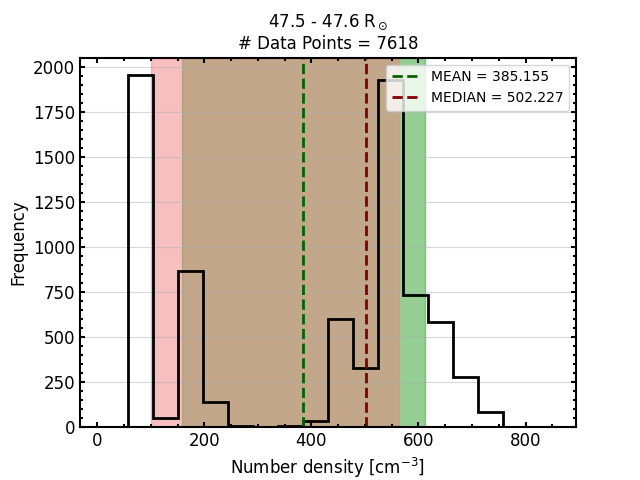 47.5 - 47.6 R⊙
# Data Points = 7618
MEAN = 385.155
MEDIAN = 502.227
2000
1750
1500
1250
1000
750
500
250
0
Frequency
0 200 400 600 800
Number density [cm⁻³]